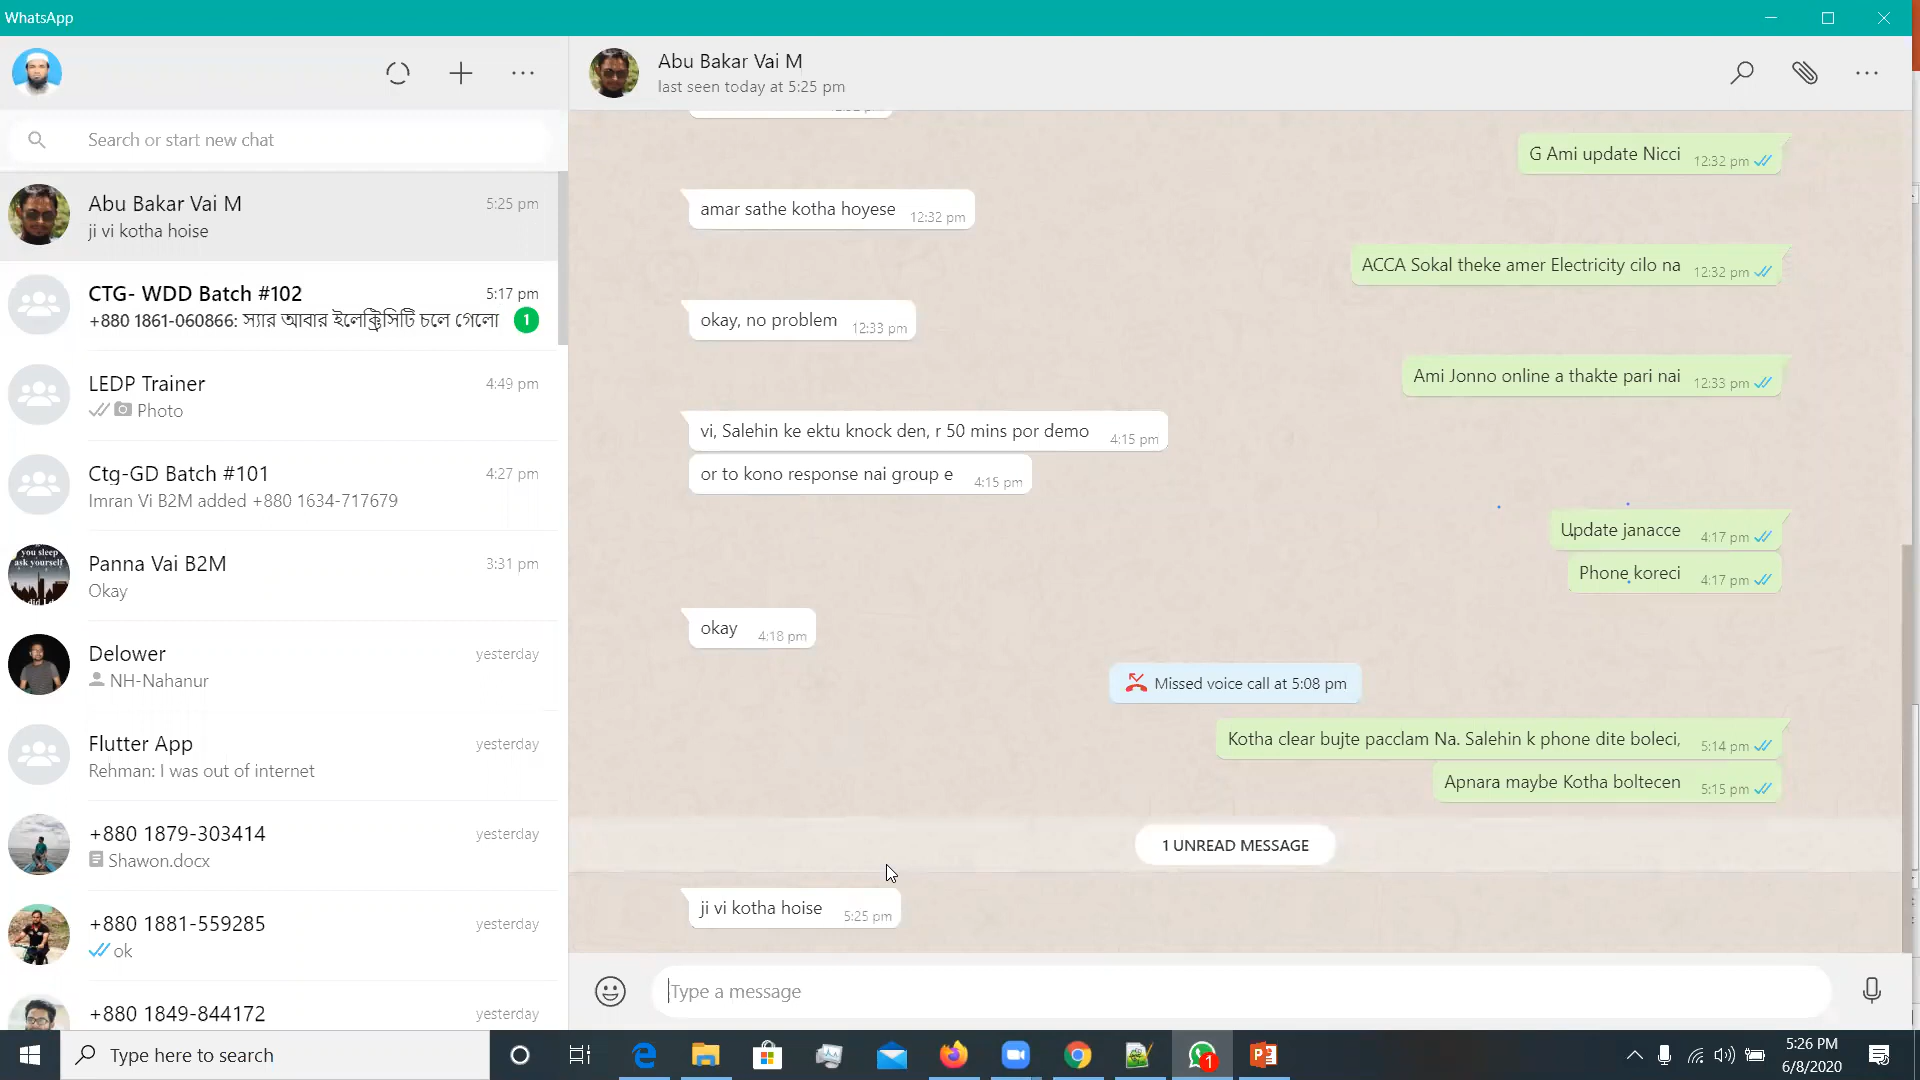 WhatsApp
Search or start new chat
Abu Bakar Vai M
5:25 pm
ji vi kotha hoise
CTG- WDD Batch #102
5:17 pm
+880 1861-060866: স্যার আবার ইলেক্ট্রিসিটি চলে গেলো
1
LEDP Trainer
4:49 pm
Photo
Ctg-GD Batch #101
4:27 pm
Imran Vi B2M added +880 1634-717679
you sleep
ask yourself
Panna Vai B2M
3:31 pm
Okay
Delower
yesterday
NH-Nahanur
Flutter App
yesterday
Rehman: I was out of internet
+880 1879-303414
yesterday
Shawon.docx
+880 1881-559285
yesterday
ok
+880 1849-844172
yesterday
Abu Bakar Vai M
last seen today at 5:25 pm
G Ami update Nicci 12:32 pm
amar sathe kotha hoyese 12:32 pm
ACCA Sokal theke amer Electricity cilo na 12:32 pm
okay, no problem 12:33 pm
Ami Jonno online a thakte pari nai 12:33 pm
vi, Salehin ke ektu knock den, r 50 mins por demo 4:15 pm
or to kono response nai group e 4:15 pm
Update janacce 4:17 pm
Phone koreci 4:17 pm
okay 4:18 pm
Missed voice call at 5:08 pm
Kotha clear bujte pacclam Na. Salehin k phone dite boleci, 5:14 pm
Apnara maybe Kotha boltecen 5:15 pm
1 UNREAD MESSAGE
ji vi kotha hoise 5:25 pm
Type a message
Type here to search
1
5:26 PM
6/8/2020